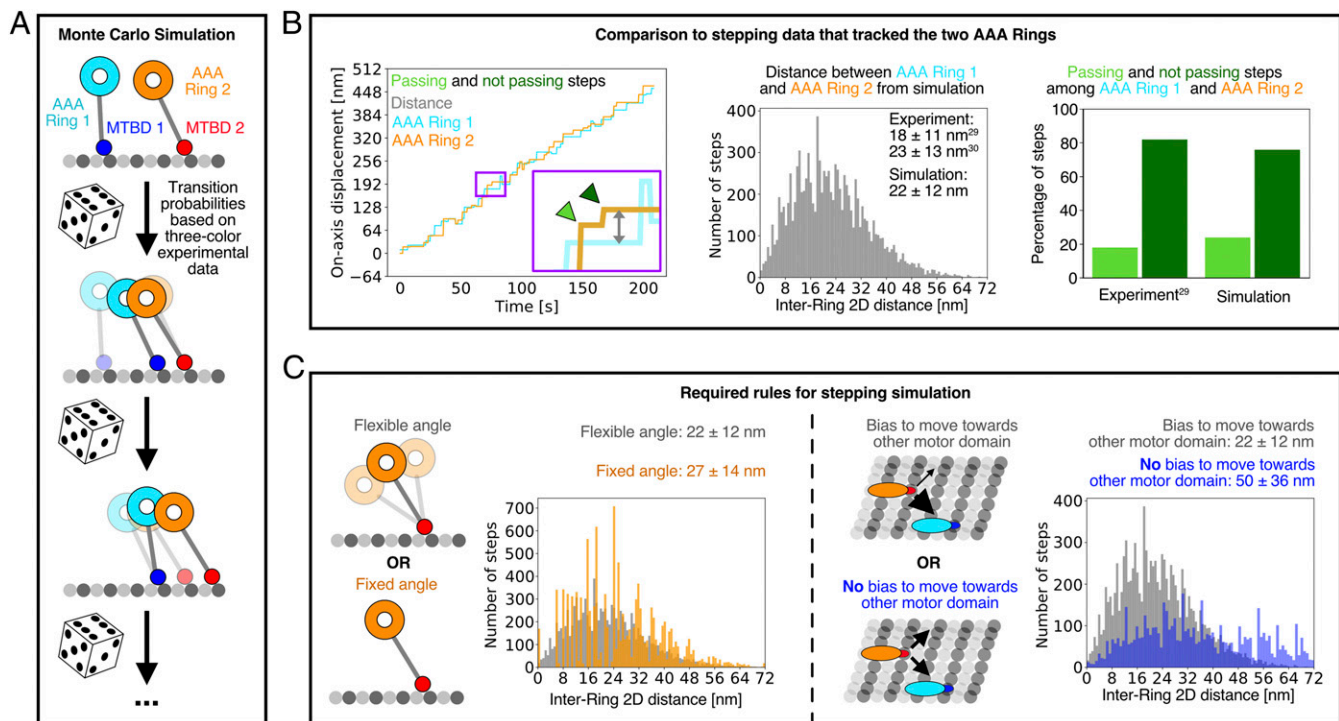 A
Monte Carlo Simulation
AAA
Ring 1
AAA
Ring 2
MTBD 1
MTBD 2
Transition
probabilities
based on
three-color
experimental
data
...
B
Comparison to stepping data that tracked the two AAA Rings
Passing and not passing steps
Distance
AAA Ring 1
AAA Ring 2
On-axis displacement [nm]
512
448
384
320
256
192
128
64
0
−64
0
50
100
150
200
Time [s]
Distance between AAA Ring 1
and AAA Ring 2 from simulation
Experiment:
18 ± 11 nm²⁹
23 ± 13 nm³⁰
Simulation:
22 ± 12 nm
Number of steps
400
300
200
100
0
0 8 16 24 32 40 48 56 64 72
Inter-Ring 2D distance [nm]
Passing and not passing steps
among AAA Ring 1 and AAA Ring 2
Percentage of steps
100
80
60
40
20
0
Experiment²⁹
Simulation
C
Required rules for stepping simulation
Flexible angle
OR
Fixed angle
Flexible angle: 22 ± 12 nm
Fixed angle: 27 ± 14 nm
Number of steps
700
600
500
400
300
200
100
0
0 8 16 24 32 40 48 56 64 72
Inter-Ring 2D distance [nm]
Bias to move towards
other motor domain
OR
No bias to move towards
other motor domain
Bias to move towards
other motor domain: 22 ± 12 nm
No bias to move towards
other motor domain: 50 ± 36 nm
Number of steps
400
300
200
100
0
0 8 16 24 32 40 48 56 64 72
Inter-Ring 2D distance [nm]